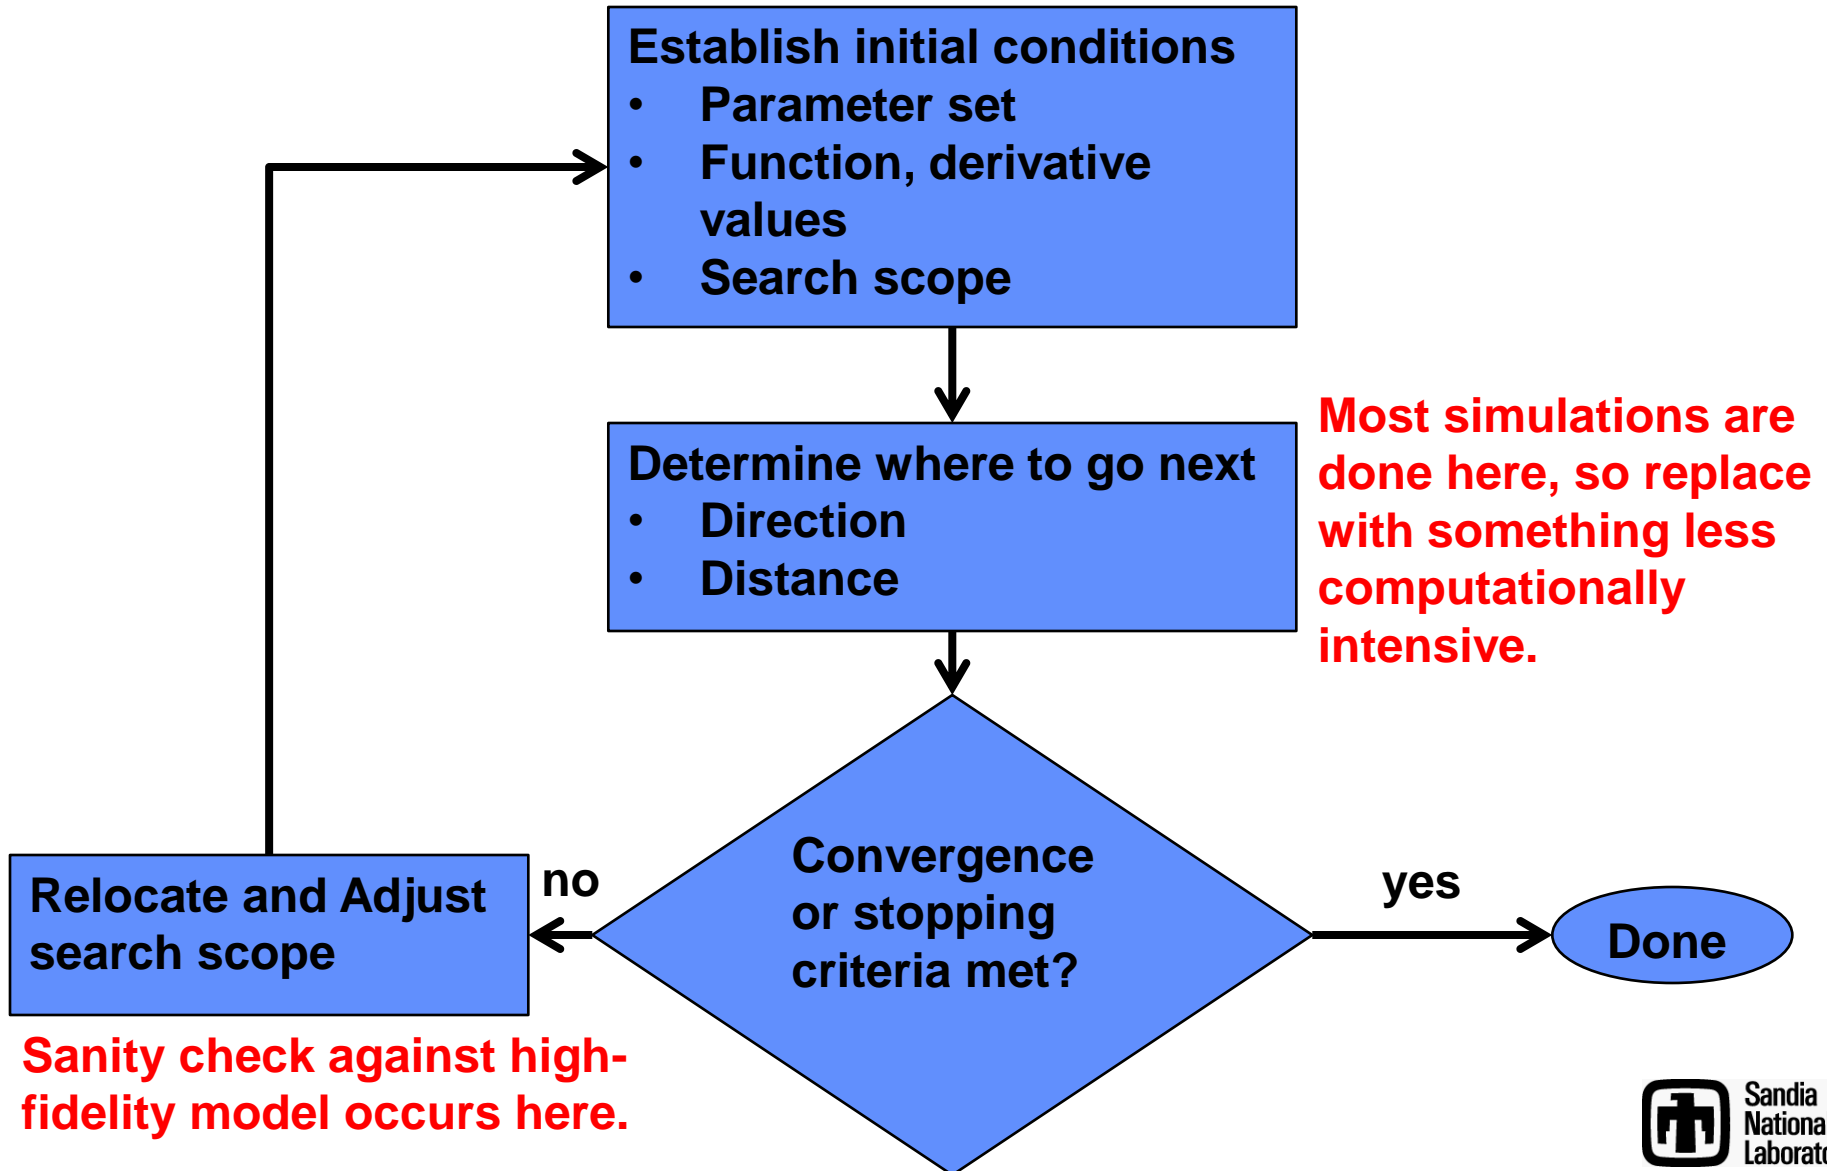 Establish initial conditions
• Parameter set
• Function, derivative
values
• Search scope
Determine where to go next
• Direction
• Distance
Most simulations are
done here, so replace
with something less
computationally
intensive.
Convergence
or stopping
criteria met?
no
yes
Relocate and Adjust
search scope
Done
Sanity check against high-
fidelity model occurs here.
Sandia
Nationa
Laborato